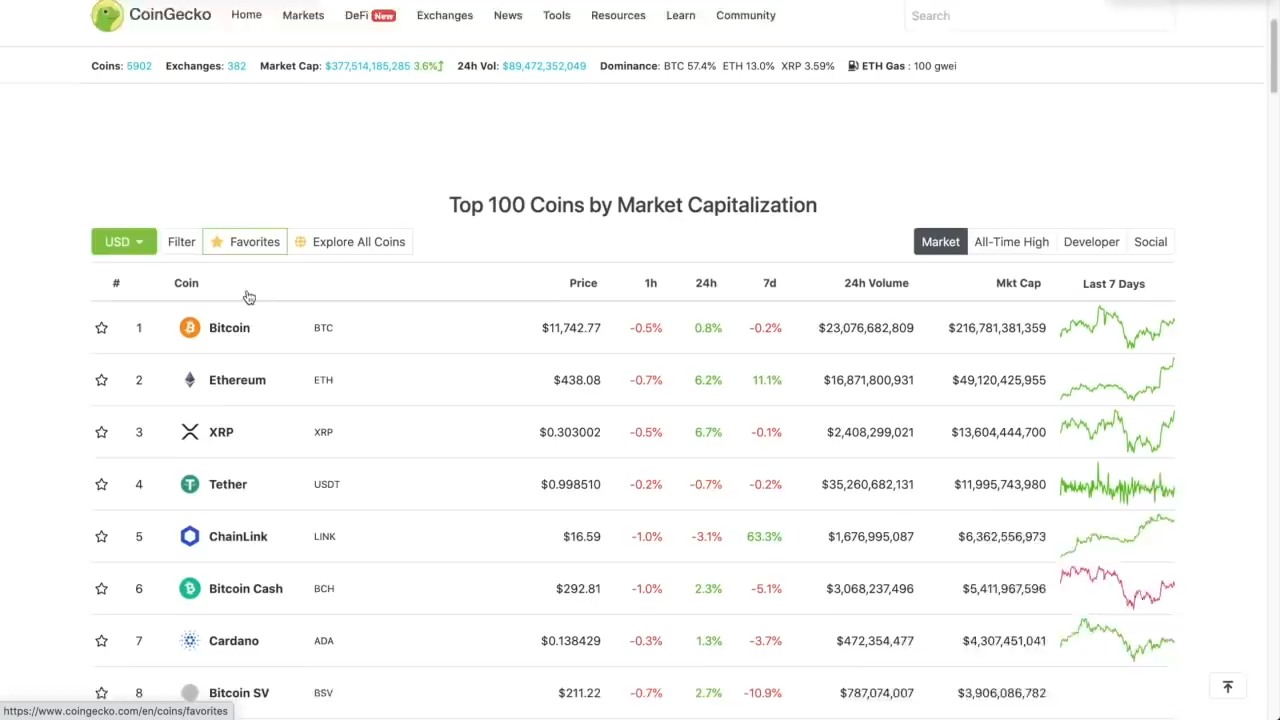 CoinGecko Home Markets DeFi New Exchanges News Tools Resources Learn Community Search
Coins: 5902 Exchanges: 382 Market Cap: $377,514,185,285 3.6% 24h Vol: $89,472,352,049 Dominance: BTC 57.4% ETH 13.0% XRP 3.59% ETH Gas : 100 gwei
Top 100 Coins by Market Capitalization
USD Filter Favorites Explore All Coins Market All-Time High Developer Social
# Coin Price 1h 24h 7d 24h Volume Mkt Cap Last 7 Days
1 Bitcoin BTC $11,742.77 -0.5% 0.8% -0.2% $23,076,682,809 $216,781,381,359
2 Ethereum ETH $438.08 -0.7% 6.2% 11.1% $16,871,800,931 $49,120,425,955
3 XRP XRP $0.303002 -0.5% 6.7% -0.1% $2,408,299,021 $13,604,444,700
4 Tether USDT $0.998510 -0.2% -0.7% -0.2% $35,260,682,131 $11,995,743,980
5 ChainLink LINK $16.59 -1.0% -3.1% 63.3% $1,676,995,087 $6,362,556,973
6 Bitcoin Cash BCH $292.81 -1.0% 2.3% -5.1% $3,068,237,496 $5,411,967,596
7 Cardano ADA $0.138429 -0.3% 1.3% -3.7% $472,354,477 $4,307,451,041
8 Bitcoin SV BSV $211.22 -0.7% 2.7% -10.9% $787,074,007 $3,906,086,782
https://www.coingecko.com/en/coins/favorites